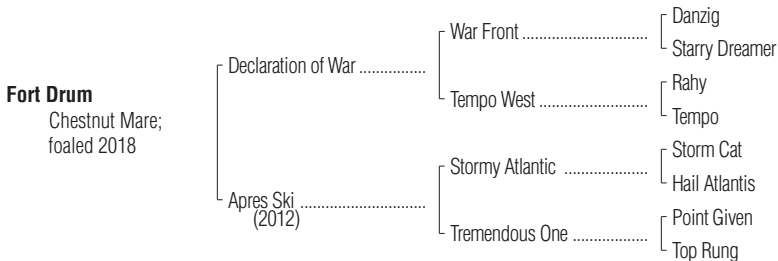 Danzig
War Front ................................
Starry Dreamer
Declaration of War ................
Rahy
Tempo West ...........................
Tempo
Fort Drum
Chestnut Mare;
foaled 2018
Storm Cat
Stormy Atlantic .....................
Hail Atlantis
Apres Ski ...............................
(2012)
Point Given
Tremendous One ...................
Top Rung